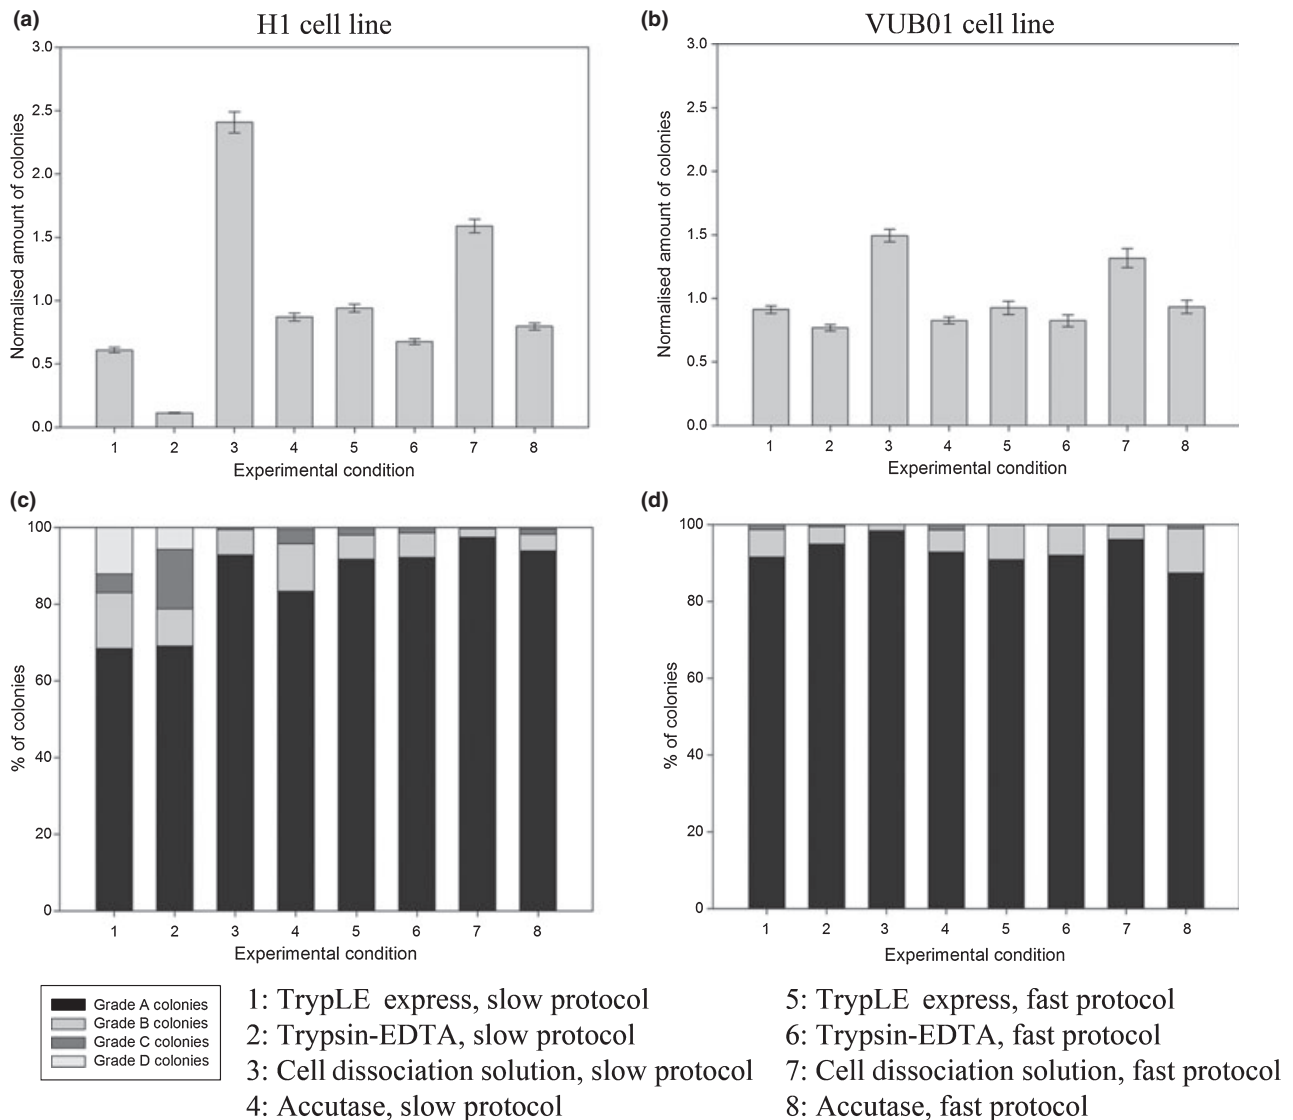 (a)
H1 cell line
3.0
2.5
2.0
1.5
1.0
0.5
0.0
Normalised amount of colonies
1 2 3 4 5 6 7 8
Experimental condition
(b)
VUB01 cell line
3.0
2.5
2.0
1.5
1.0
0.5
0.0
Normalised amount of colonies
1 2 3 4 5 6 7 8
Experimental condition
(c)
100
80
60
40
20
0
% of colonies
1 2 3 4 5 6 7 8
Experimental condition
(d)
100
80
60
40
20
0
% of colonies
1 2 3 4 5 6 7 8
Experimental condition
Grade A colonies
Grade B colonies
Grade C colonies
Grade D colonies
1: TrypLE express, slow protocol
2: Trypsin-EDTA, slow protocol
3: Cell dissociation solution, slow protocol
4: Accutase, slow protocol
5: TrypLE express, fast protocol
6: Trypsin-EDTA, fast protocol
7: Cell dissociation solution, fast protocol
8: Accutase, fast protocol